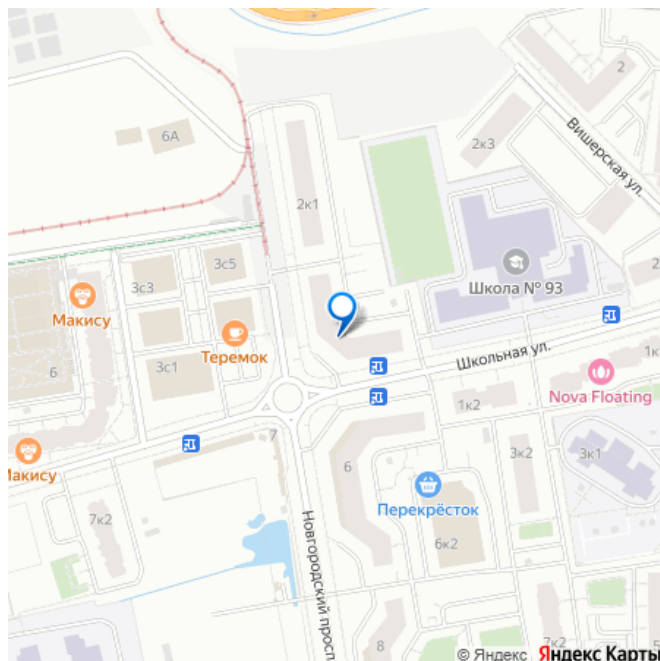 2
6А
2к3
Вишерская ул.
2к1
3с5
3с3
Школа № 93
Макису
Теремок
Школьная ул.
3с1
6
1к
Nova Floating
1к2
7
Макису
6
3к2
3к1
Перекрёсток
7к2
Новгородский просп
6к2
8
7к2
© Яндекс Яндекс Карты